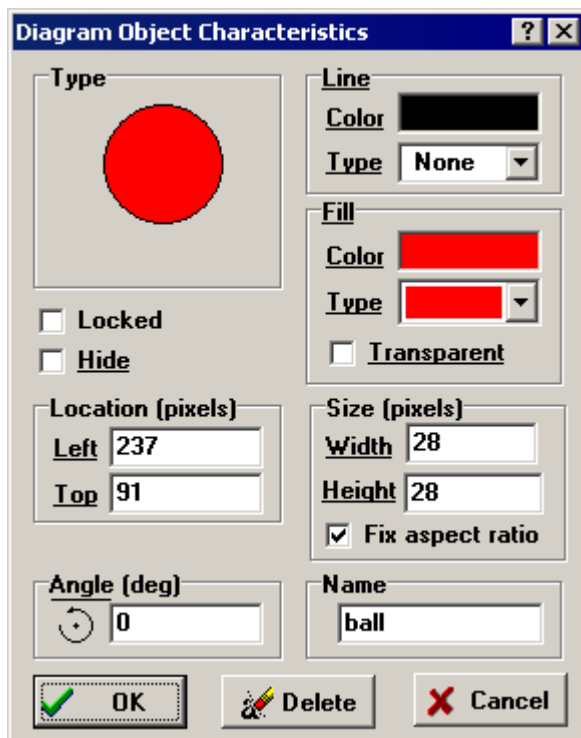 Diagram Object Characteristics
Type
Line
Color
Type None
Fill
Color
Type
Transparent
Locked
Hide
Location (pixels)
Left 237
Top 91
Size (pixels)
Width 28
Height 28
Fix aspect ratio
Angle (deg)
0
Name
ball
OK
Delete
Cancel